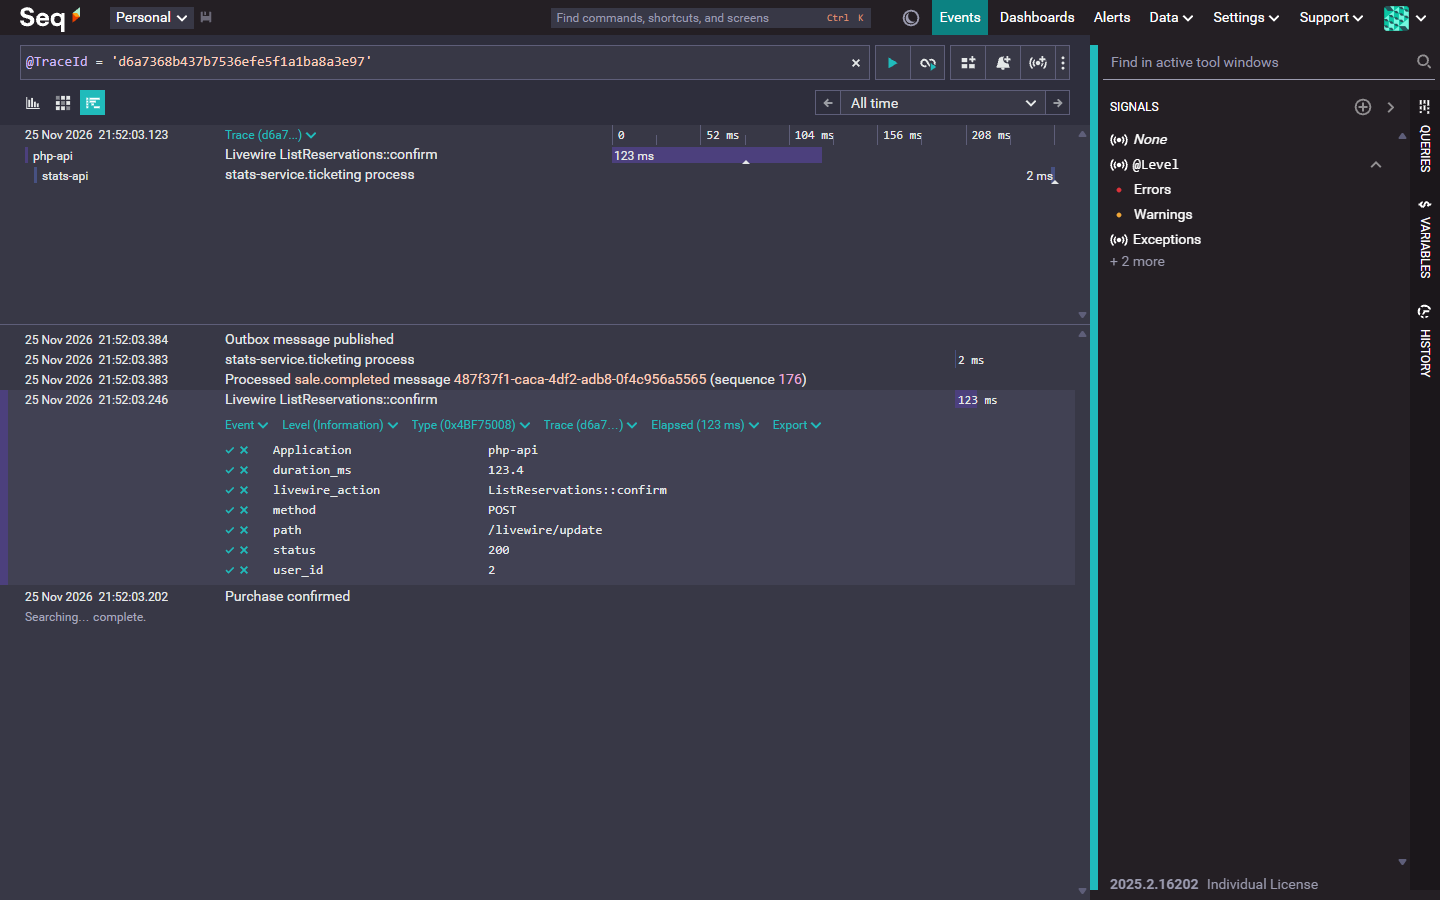 Seq Personal Find commands, shortcuts, and screens Ctrl K Events Dashboards Alerts Data Settings Support
@TraceId = 'd6a7368b437b7536efe5f1a1ba8a3e97'
All time
25 Nov 2026 21:52:03.123 Trace (d6a7...) 0 52 ms 104 ms 156 ms 208 ms
php-api Livewire ListReservations::confirm 123 ms
stats-api stats-service.ticketing process 2 ms
25 Nov 2026 21:52:03.384 Outbox message published
25 Nov 2026 21:52:03.383 stats-service.ticketing process 2 ms
25 Nov 2026 21:52:03.383 Processed sale.completed message 487f37f1-caca-4df2-adb8-0f4c956a5565 (sequence 176)
25 Nov 2026 21:52:03.246 Livewire ListReservations::confirm 123 ms
Event Level (Information) Type (0x4BF75008) Trace (d6a7...) Elapsed (123 ms) Export
Application php-api
duration_ms 123.4
livewire_action ListReservations::confirm
method POST
path /livewire/update
status 200
user_id 2
25 Nov 2026 21:52:03.202 Purchase confirmed
Searching... complete.
Find in active tool windows
SIGNALS
None
@Level
Errors
Warnings
Exceptions
+ 2 more
2025.2.16202 Individual License
QUERIES
VARIABLES
HISTORY